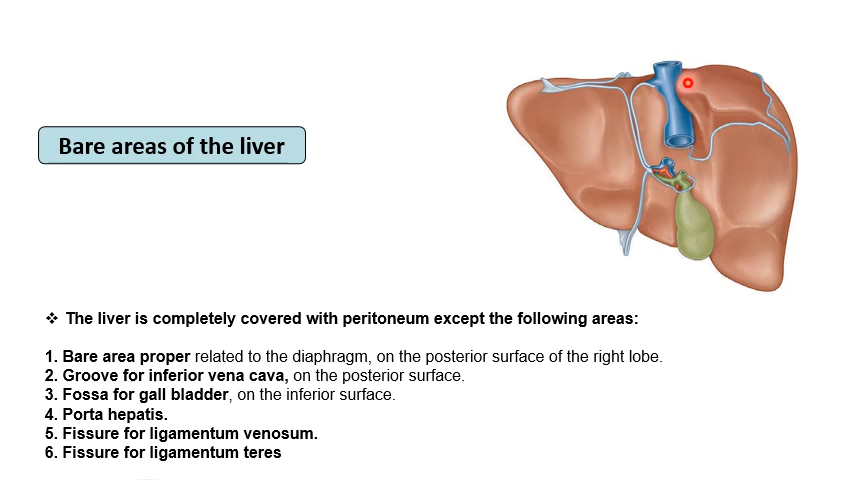 Bare areas of the liver
❖ The liver is completely covered with peritoneum except the following areas:
1. Bare area proper related to the diaphragm, on the posterior surface of the right lobe.
2. Groove for inferior vena cava, on the posterior surface.
3. Fossa for gall bladder, on the inferior surface.
4. Porta hepatis.
5. Fissure for ligamentum venosum.
6. Fissure for ligamentum teres